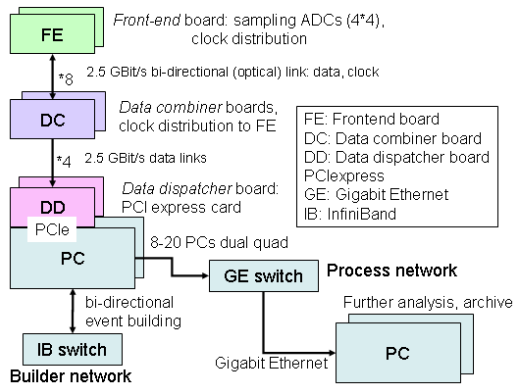 FE
Front-end board: sampling ADCs (4*4),
clock distribution
*8
2.5 GBit/s bi-directional (optical) link: data, clock
DC
Data combiner boards,
clock distribution to FE
*4
2.5 GBit/s data links
FE: Frontend board
DC: Data combiner board
DD: Data dispatcher board
PCIexpress
GE: Gigabit Ethernet
IB: InfiniBand
DD
Data dispatcher board:
PCI express card
PCIe
PC
8-20 PCs dual quad
GE switch
Process network
bi-directional
event building
Further analysis, archive
IB switch
Builder network
Gigabit Ethernet
PC